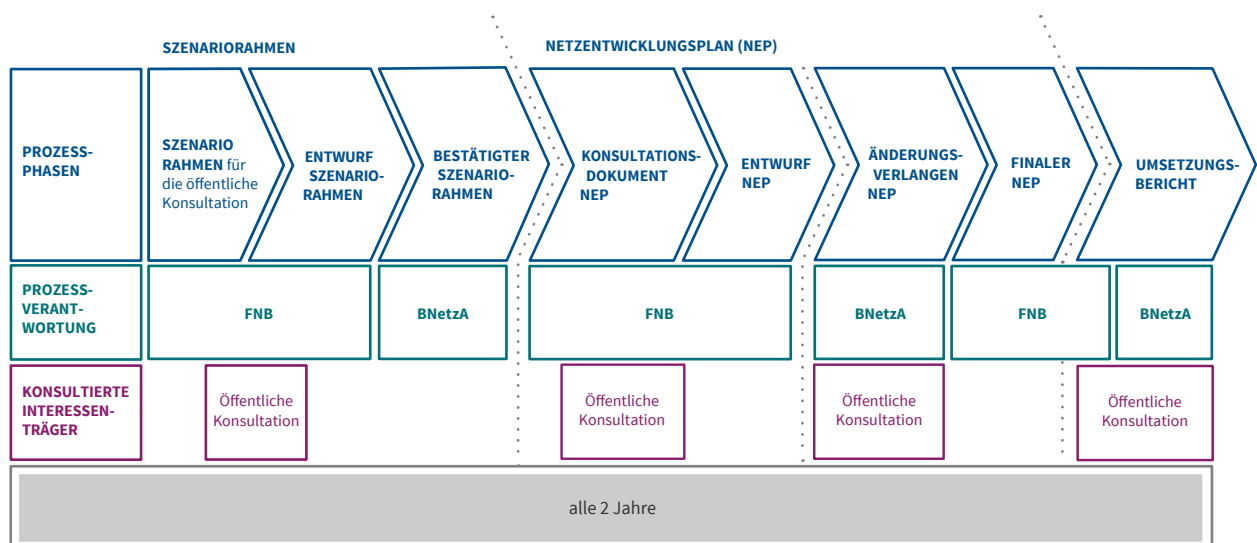 SZENARIORAHMEN
NETZENTWICKLUNGSPLAN (NEP)
PROZESS-
PHASEN
SZENARIO
RAHMEN für
die öffentliche
Konsultation
ENTWURF
SZENARIO-
RAHMEN
BESTÄTIGTER
SZENARIO-
RAHMEN
KONSULTATIONS-
DOKUMENT
NEP
ENTWURF
NEP
ÄNDERUNGS-
VERLANGEN
NEP
FINALER
NEP
UMSETZUNGS-
BERICHT
PROZESS-
VERANT-
WORTUNG
FNB
BNetzA
FNB
BNetzA
FNB
BNetzA
KONSULTIERTE
INTERESSEN-
TRÄGER
Öffentliche
Konsultation
Öffentliche
Konsultation
Öffentliche
Konsultation
Öffentliche
Konsultation
alle 2 Jahre